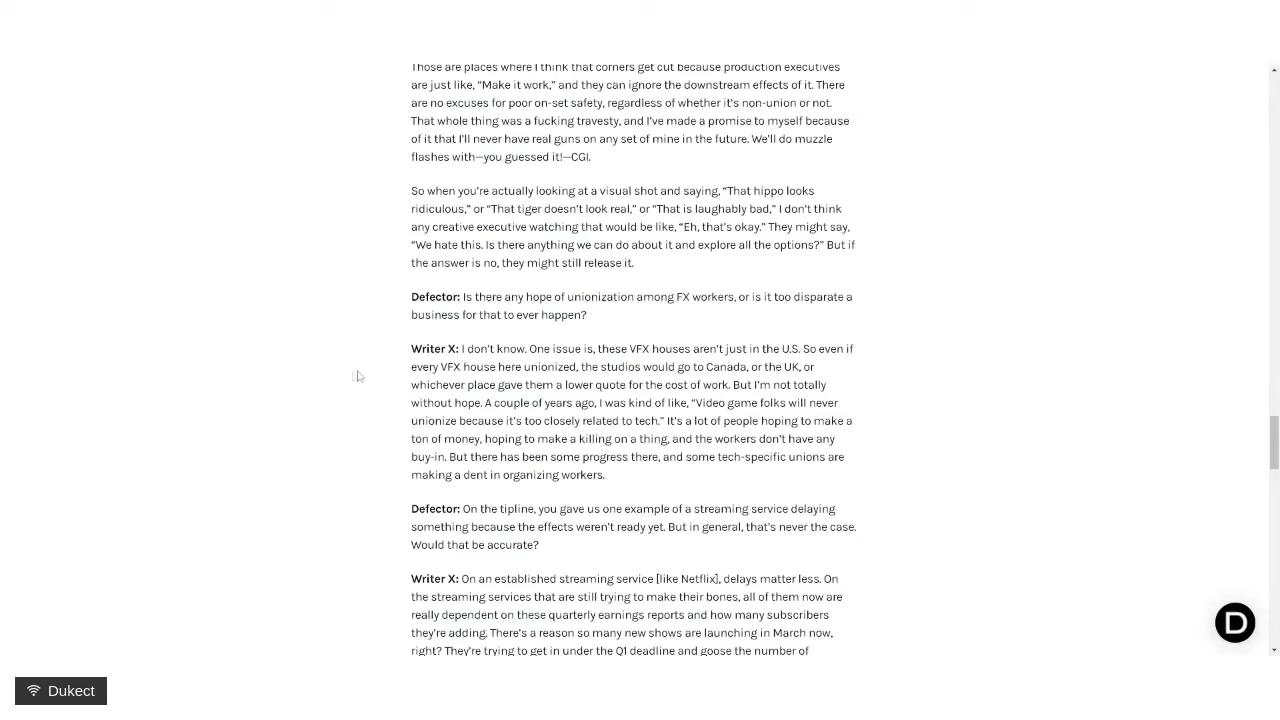 Those are places where I think that corners get cut because production executives
are just like, “Make it work,” and they can ignore the downstream effects of it. There
are no excuses for poor on-set safety, regardless of whether it’s non-union or not.
That whole thing was a fucking travesty, and I’ve made a promise to myself because
of it that I’ll never have real guns on any set of mine in the future. We’ll do muzzle
flashes with—you guessed it!—CGI.
So when you’re actually looking at a visual shot and saying, “That hippo looks
ridiculous,” or “That tiger doesn’t look real,” or “That is laughably bad,” I don’t think
any creative executive watching that would be like, “Eh, that’s okay.” They might say,
“We hate this. Is there anything we can do about it and explore all the options?” But if
the answer is no, they might still release it.
Defector: Is there any hope of unionization among FX workers, or is it too disparate a
business for that to ever happen?
Writer X: I don’t know. One issue is, these VFX houses aren’t just in the U.S. So even if
every VFX house here unionized, the studios would go to Canada, or the UK, or
whichever place gave them a lower quote for the cost of work. But I’m not totally
without hope. A couple of years ago, I was kind of like, “Video game folks will never
unionize because it’s too closely related to tech.” It’s a lot of people hoping to make a
ton of money, hoping to make a killing on a thing, and the workers don’t have any
buy-in. But there has been some progress there, and some tech-specific unions are
making a dent in organizing workers.
Defector: On the tipline, you gave us one example of a streaming service delaying
something because the effects weren’t ready yet. But in general, that’s never the case.
Would that be accurate?
Writer X: On an established streaming service [like Netflix], delays matter less. On
the streaming services that are still trying to make their bones, all of them now are
really dependent on these quarterly earnings reports and how many subscribers
they’re adding. There’s a reason so many new shows are launching in March now,
right? They’re trying to get in under the Q1 deadline and goose the number of
D
Dukect